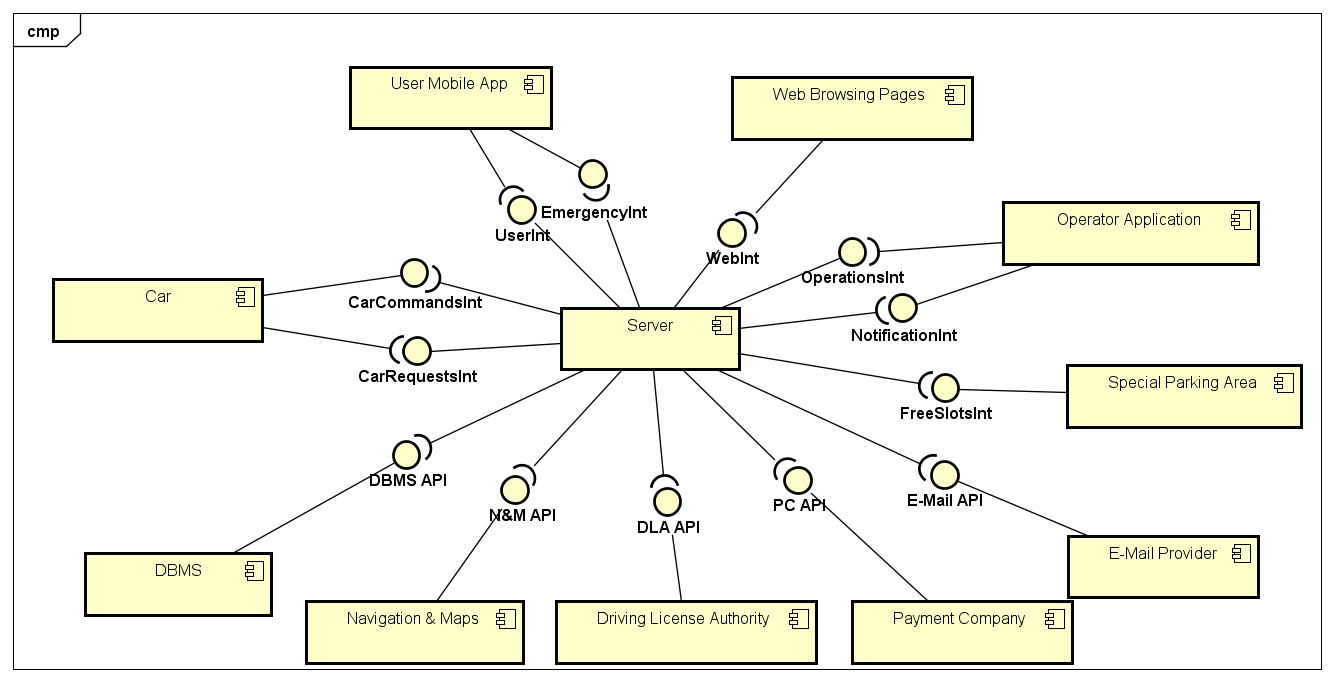 cmp
User Mobile App
Web Browsing Pages
EmergencyInt
UserInt
WebInt
Operator Application
OperationsInt
Car
CarCommandsInt
Server
NotificationInt
CarRequestsInt
Special Parking Area
FreeSlotsInt
DBMS API
N&M API
DLA API
PC API
E-Mail API
DBMS
E-Mail Provider
Navigation & Maps
Driving License Authority
Payment Company